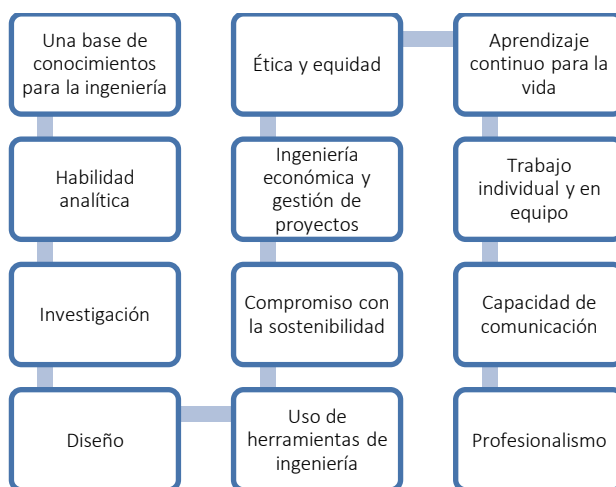 Una base de
conocimientos
para la ingeniería
Habilidad
analítica
Investigación
Diseño
Uso de
herramientas de
ingeniería
Compromiso con
la sostenibilidad
Ingeniería
económica y
gestión de
proyectos
Ética y equidad
Aprendizaje
continuo para la
vida
Trabajo
individual y en
equipo
Capacidad de
comunicación
Profesionalismo